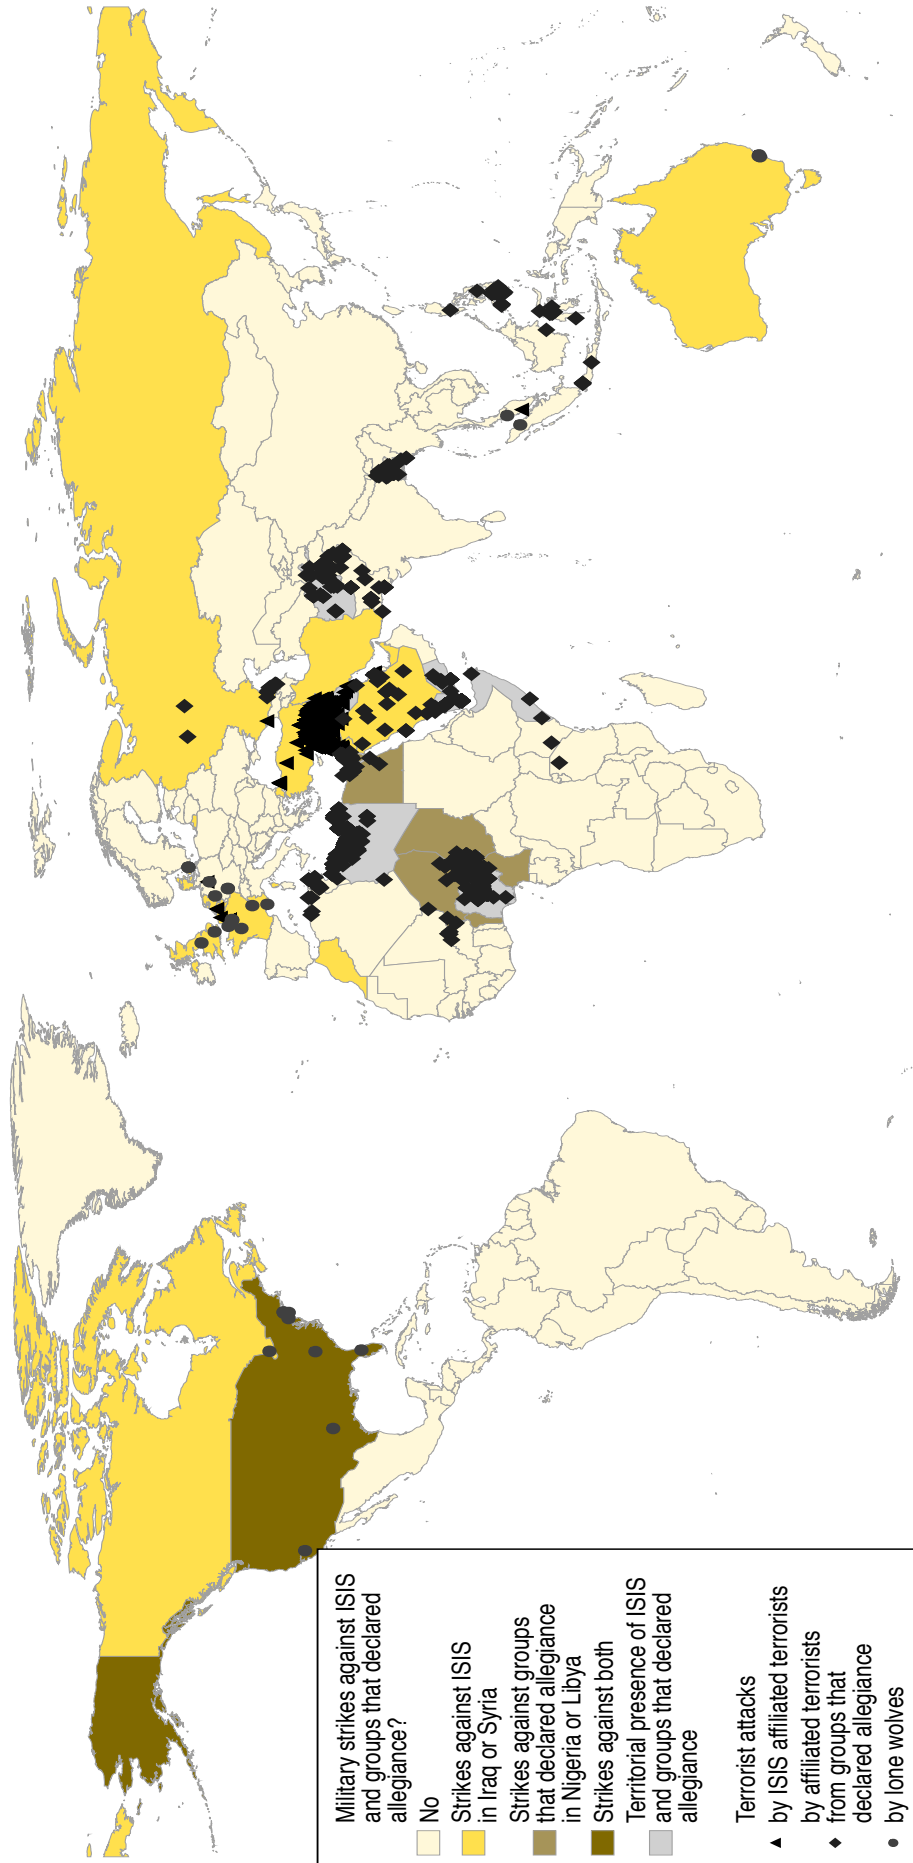 Military strikes against ISIS
and groups that declared
allegiance?
No
Strikes against ISIS
in Iraq or Syria
Strikes against groups
that declared allegiance
in Nigeria or Libya
Strikes against both
Territorial presence of ISIS
and groups that declared
allegiance
Terrorist attacks
by ISIS affiliated terrorists
by affiliated terrorists
from groups that
declared allegiance
by lone wolves